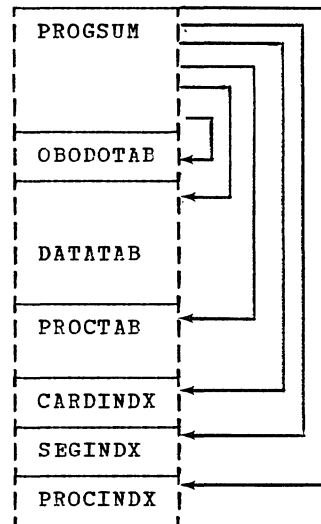 PROGSUM
OBODOTAB
DATATAB
PROCTAB
CARDINDX
SEGINDX
PROCINDX